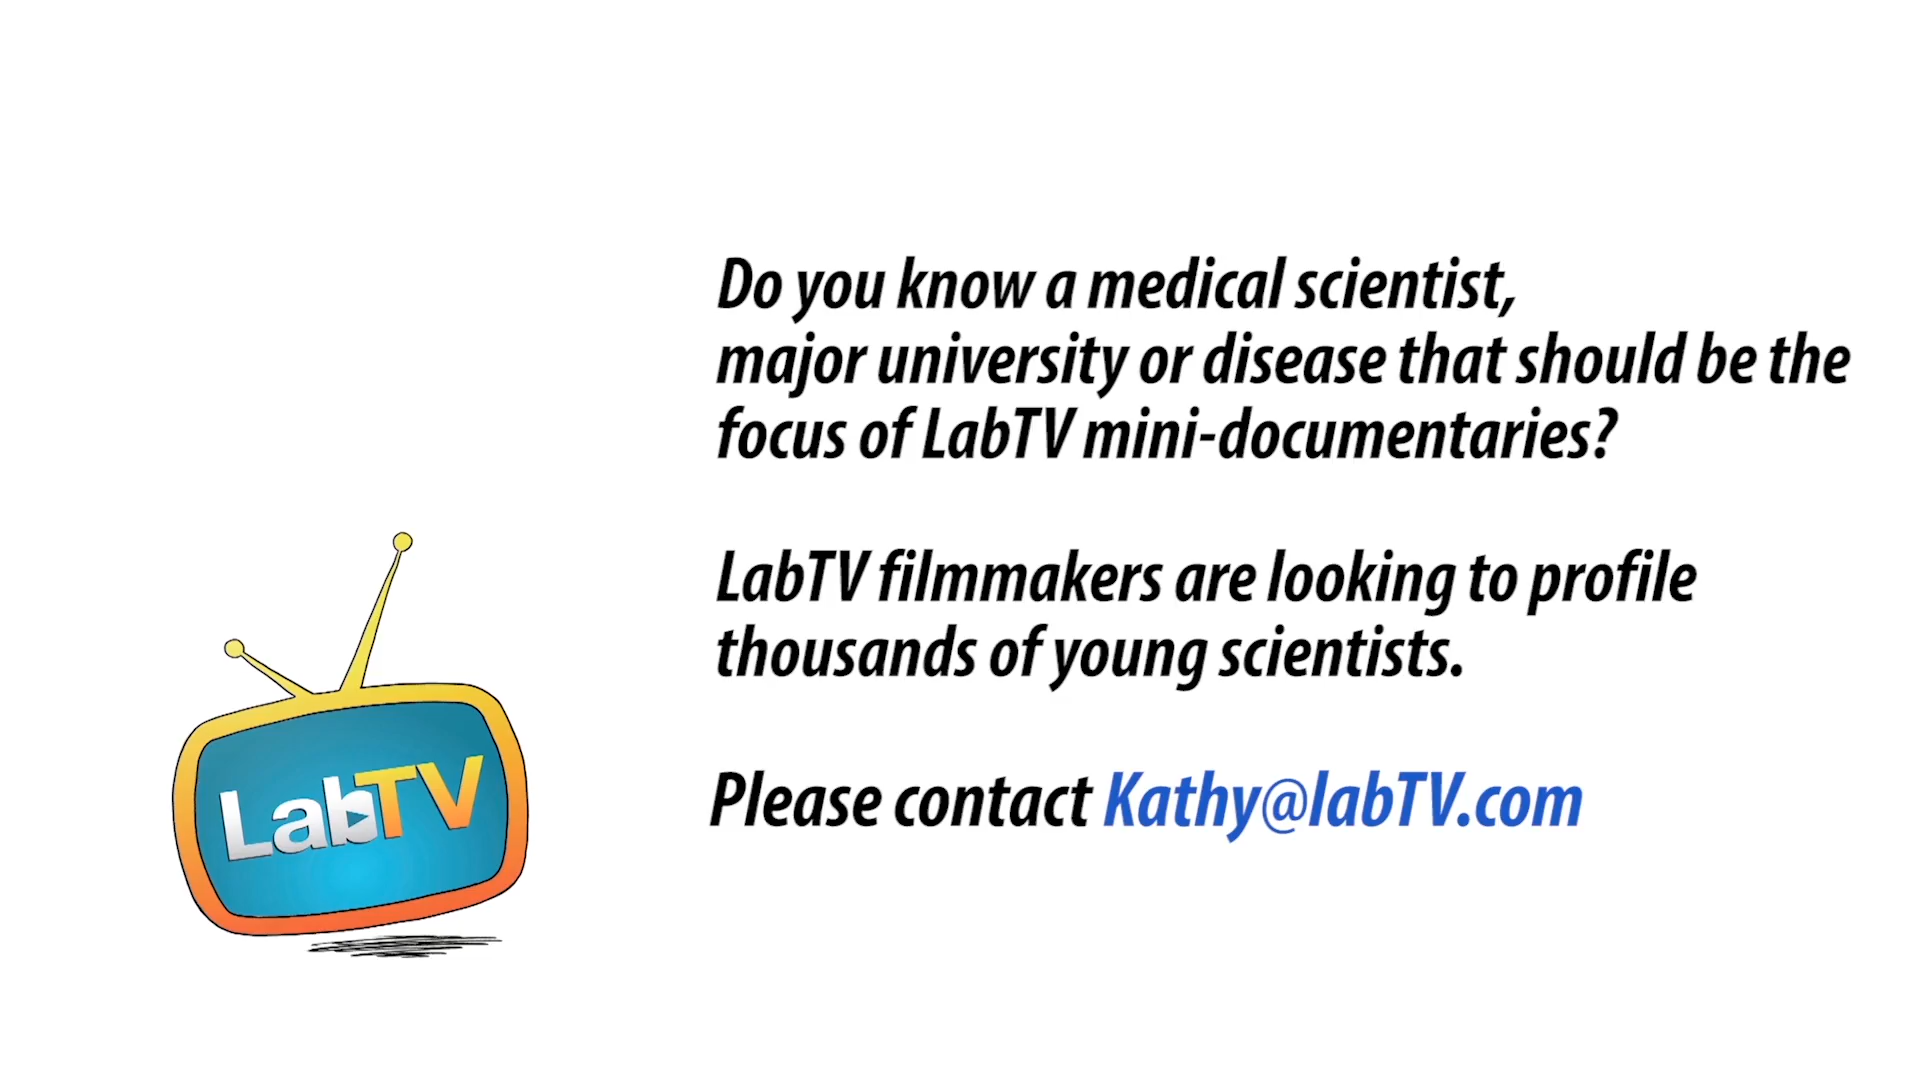 Do you know a medical scientist,
major university or disease that should be the
focus of LabTV mini-documentaries?
LabTV filmmakers are looking to profile
thousands of young scientists.
LabTV
Please contact Kathy@labTV.com